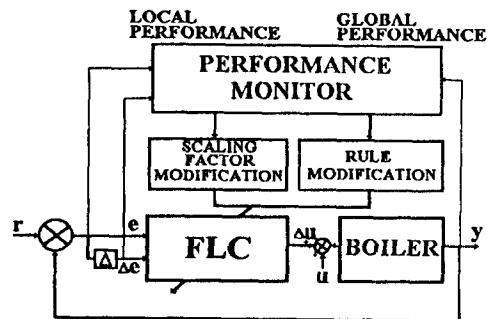 LOCAL PERFORMANCE
GLOBAL PERFORMANCE
PERFORMANCE
MONITOR
SCALING
FACTOR
MODIFICATION
RULE
MODIFICATION
r
e
Δ
Δe
FLC
Δu
u
BOILER
y